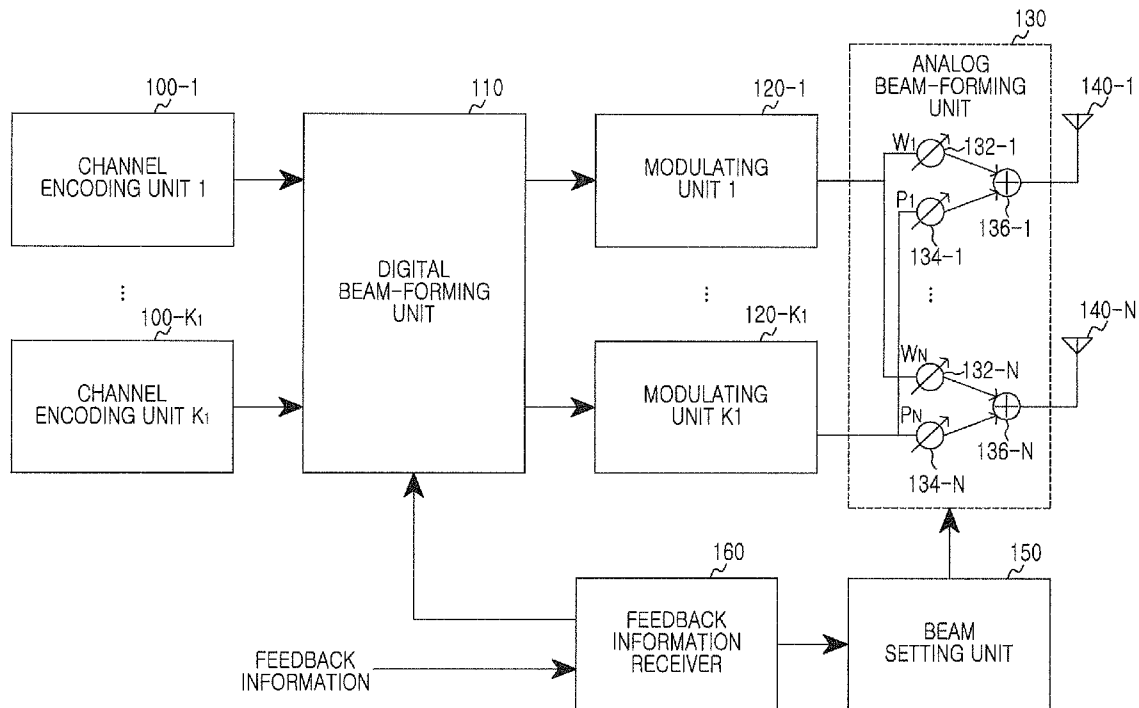 130
ANALOG
BEAM-FORMING
UNIT
100-1
110
120-1
140-1
CHANNEL
ENCODING UNIT 1
MODULATING
UNIT 1
W1
132-1
P1
136-1
134-1
⋮
DIGITAL
BEAM-FORMING
UNIT
⋮
⋮
100-K1
120-K1
140-N
CHANNEL
ENCODING UNIT K1
MODULATING
UNIT K1
WN
132-N
PN
136-N
134-N
160
150
FEEDBACK
INFORMATION
RECEIVER
BEAM
SETTING UNIT
FEEDBACK
INFORMATION